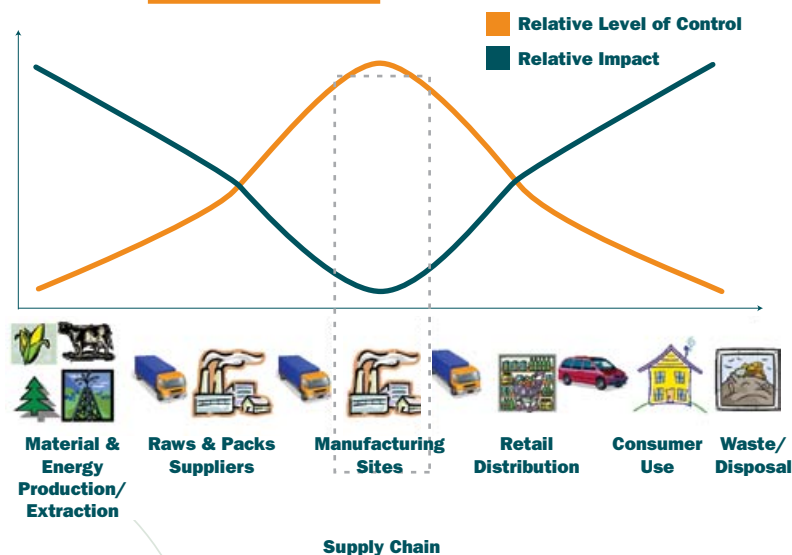 Relative Level of Control
Relative Impact
Material &
Energy
Production/
Extraction
Raws & Packs
Suppliers
Manufacturing
Sites
Retail
Distribution
Consumer
Use
Waste/
Disposal
Supply Chain